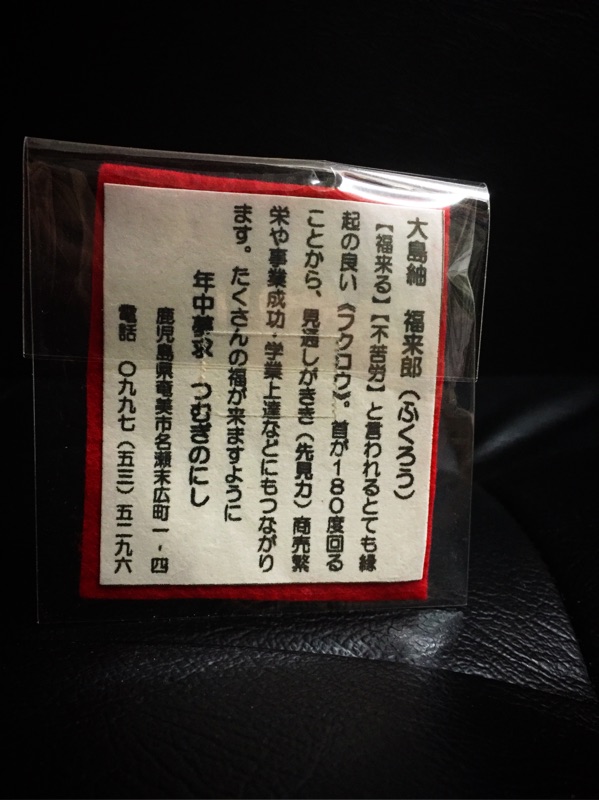 大島紬　福来郎（ふくろう）
【福来る】【不苦労】と言われるとても縁
起の良い《フクロウ》。首が１８０度回る
ことから、見通しがきき（先見力）商売繁
栄や事業成功・学業上達などにもつながり
ます。たくさんの福が来ますように
年中夢求　つむぎのにし
鹿児島県奄美市名瀬末広町一-四
電話　〇九九七（五三）五二九六